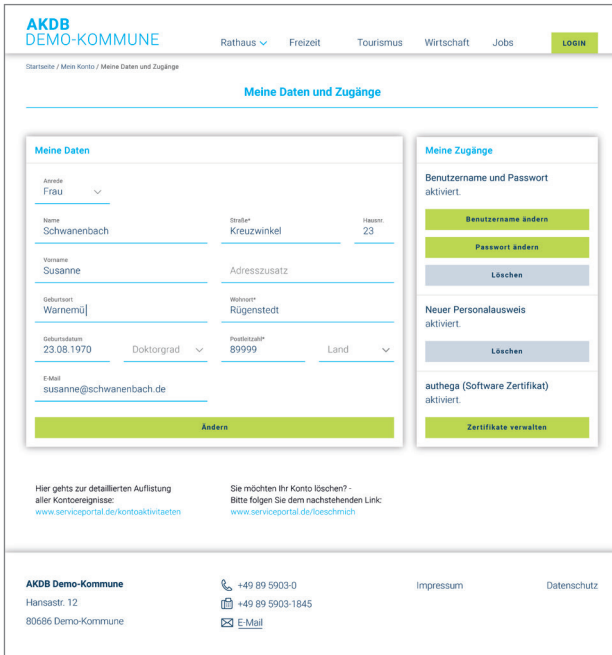 AKDB
DEMO-KOMMUNE
Rathaus Freizeit Tourismus Wirtschaft Jobs LOGIN
Startseite / Mein Konto / Meine Daten und Zugänge
Meine Daten und Zugänge
Meine Daten
Anrede
Frau
Name
Schwanenbach
Straße*
Kreuzwinkel
Hausnr.
23
Vorname
Susanne
Adresszusatz
Geburtsort
Warnemü
Wohnort*
Rügenstedt
Geburtsdatum
23.08.1970
Doktorgrad
Postleitzahl*
89999
Land
E-Mail
susanne@schwanenbach.de
Ändern
Meine Zugänge
Benutzername und Passwort
aktiviert.
Benutzername ändern
Passwort ändern
Löschen
Neuer Personalausweis
aktiviert.
Löschen
authega (Software Zertifikat)
aktiviert.
Zertifikate verwalten
Hier gehts zur detaillierten Auflistung
aller Kontoereignisse:
www.serviceportal.de/kontoaktivitaeten
Sie möchten Ihr Konto löschen? -
Bitte folgen Sie dem nachstehenden Link:
www.serviceportal.de/loeschmich
AKDB Demo-Kommune
Hansastr. 12
80686 Demo-Kommune
+49 89 5903-0
+49 89 5903-1845
E-Mail
Impressum
Datenschutz